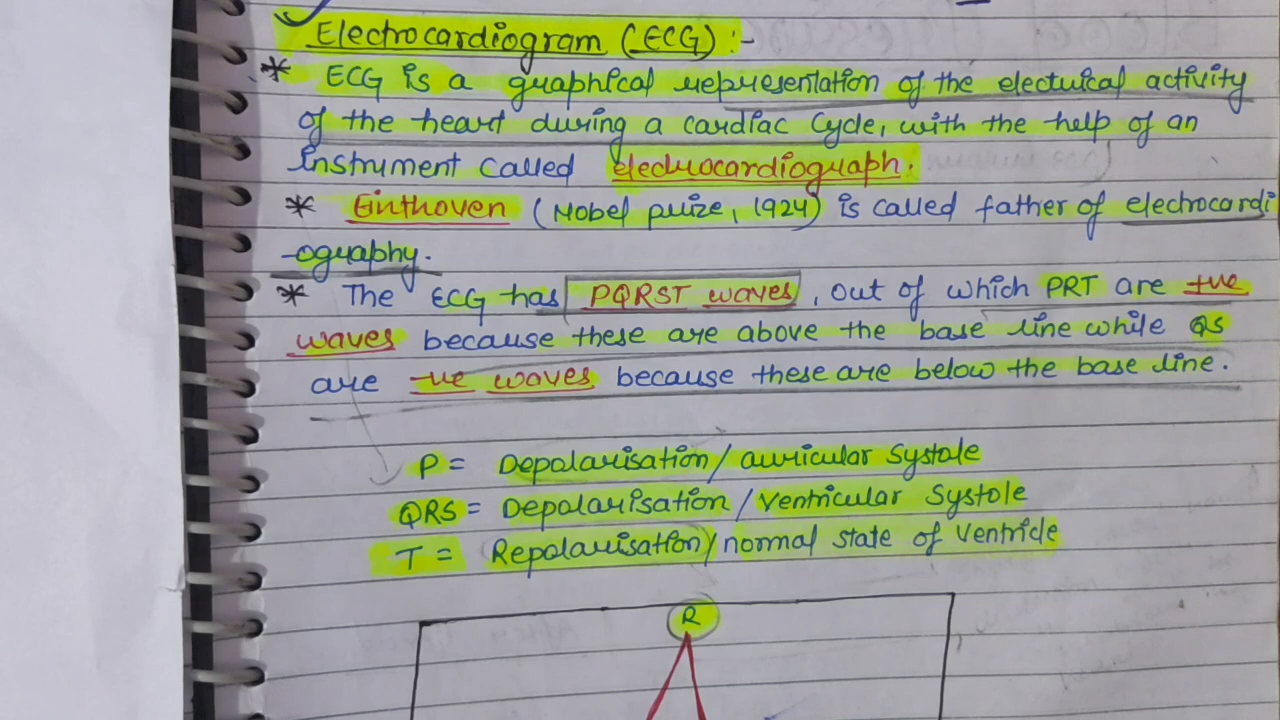 Electrocardiogram (ECG) :-
* ECG is a graphical representation of the electrical activity
of the heart during a cardiac cycle, with the help of an
instrument called electrocardiograph.
* Einthoven (Nobel prize, 1924) is called father of electrocardi
-ography.
* The ECG has PQRST waves, out of which PRT are +ve
waves because these are above the base line while QS
are -ve waves because these are below the base line.
P = Depolarisation/auricular Systole
QRS = Depolarisation/Ventricular Systole
T = Repolarisation/normal state of Ventricle
R